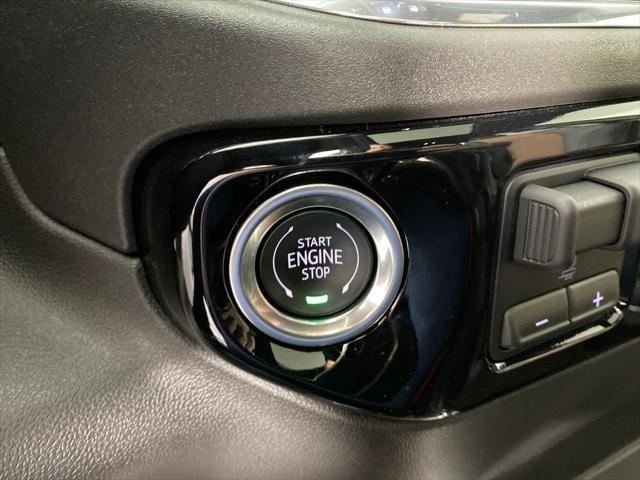 START
ENGINE
STOP
- +